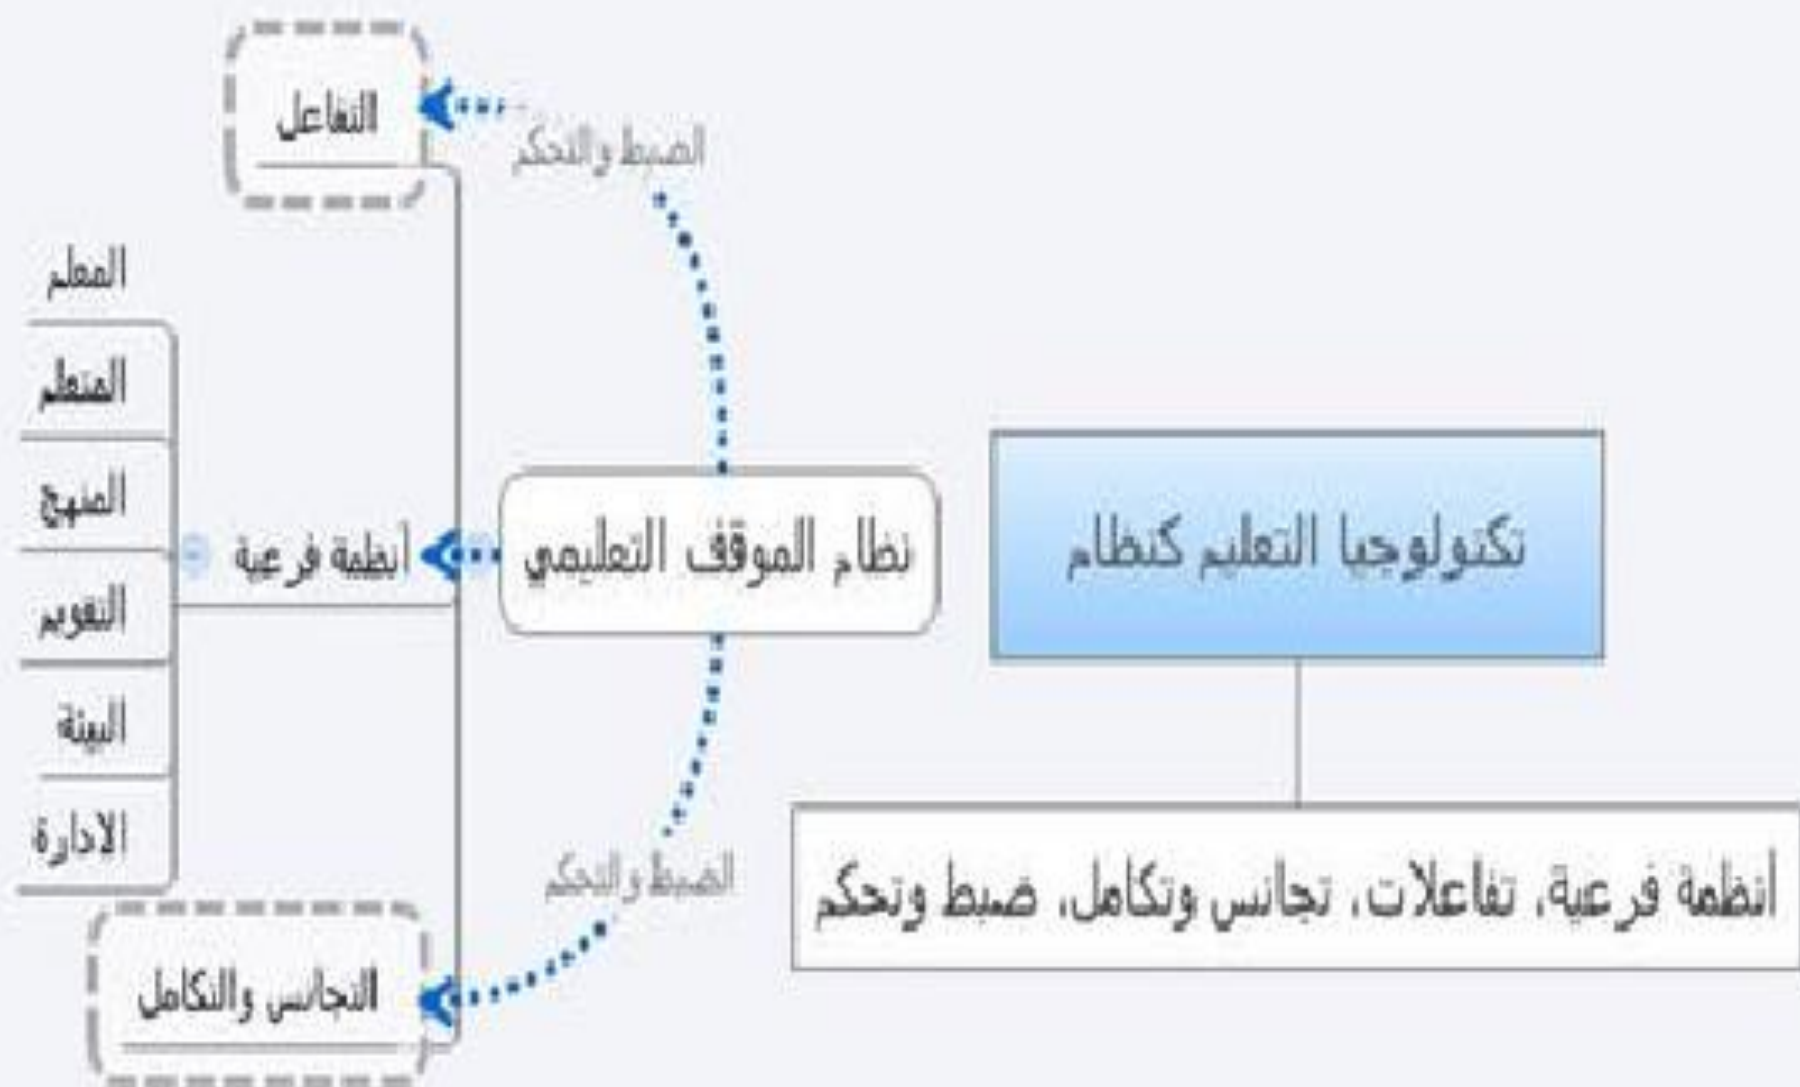 تكنولوجيا التعليم كنظام
أنظمة فرعية، تفاعلات، تجانس وتكامل، ضبط وتحكم
نظام الموقف التعليمي
الضبط والتحكم
التفاعل
أنظمة فرعية
المعلم
المتعلم
المنهج
التقويم
البيئة
الادارة
الضبط والتحكم
التجانس والتكامل